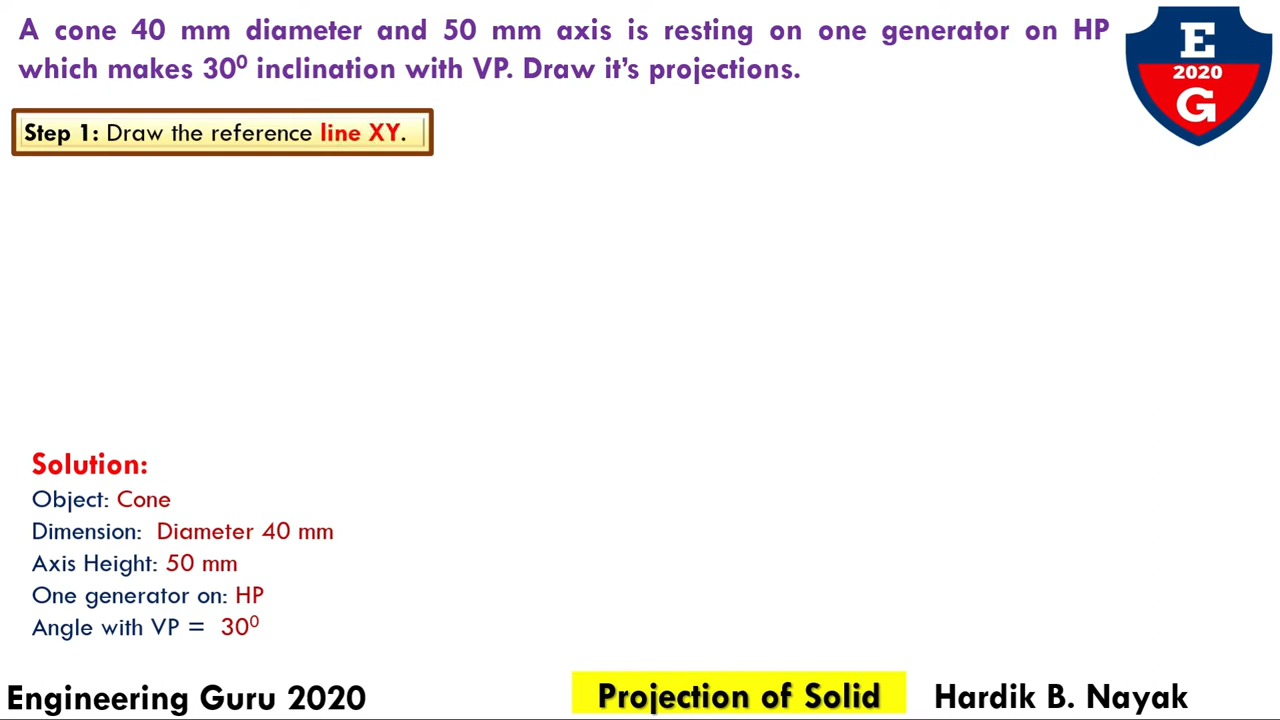 A cone 40 mm diameter and 50 mm axis is resting on one generator on HP
which makes 30⁰ inclination with VP. Draw it's projections.
E
2020
G
Step 1: Draw the reference line XY.
Solution:
Object: Cone
Dimension: Diameter 40 mm
Axis Height: 50 mm
One generator on: HP
Angle with VP = 30⁰
Engineering Guru 2020
Projection of Solid
Hardik B. Nayak